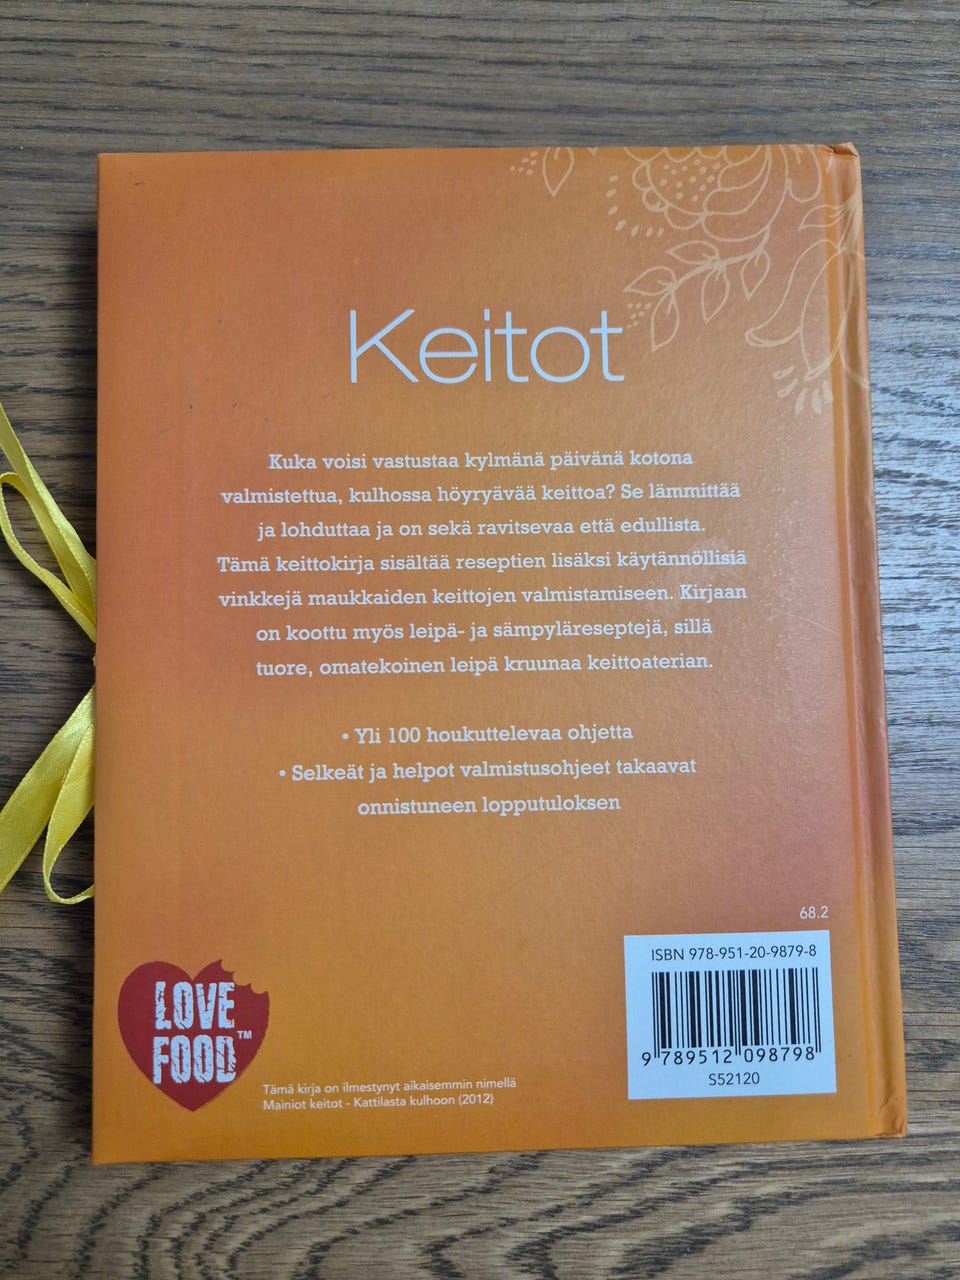 Keitot
Kuka voisi vastustaa kylmänä päivänä kotona
valmistettua, kulhossa höyryävää keittoa? Se lämmittää
ja lohduttaa ja on sekä ravitsevaa että edullista.
Tämä keittokirja sisältää reseptien lisäksi käytännöllisiä
vinkkejä maukkaiden keittojen valmistamiseen. Kirjaan
on koottu myös leipä- ja sämpyläreseptejä, sillä
tuore, omatekoinen leipä kruunaa keittoaterian.
• Yli 100 houkuttelevaa ohjetta
• Selkeät ja helpot valmistusohjeet takaavat
onnistuneen lopputuloksen
68.2
ISBN 978-951-20-9879-8
9 789512 098798
S52120
LOVE
FOOD™
Tämä kirja on ilmestynyt aikaisemmin nimellä
Mainiot keitot - Kattilasta kulhoon (2012)